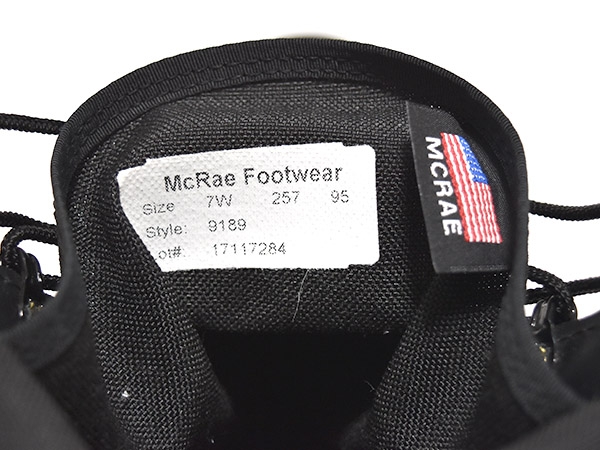 McRae Footwear
Size 7W 257 95
Style: 9189
Lot#: 17117284
MCRAE